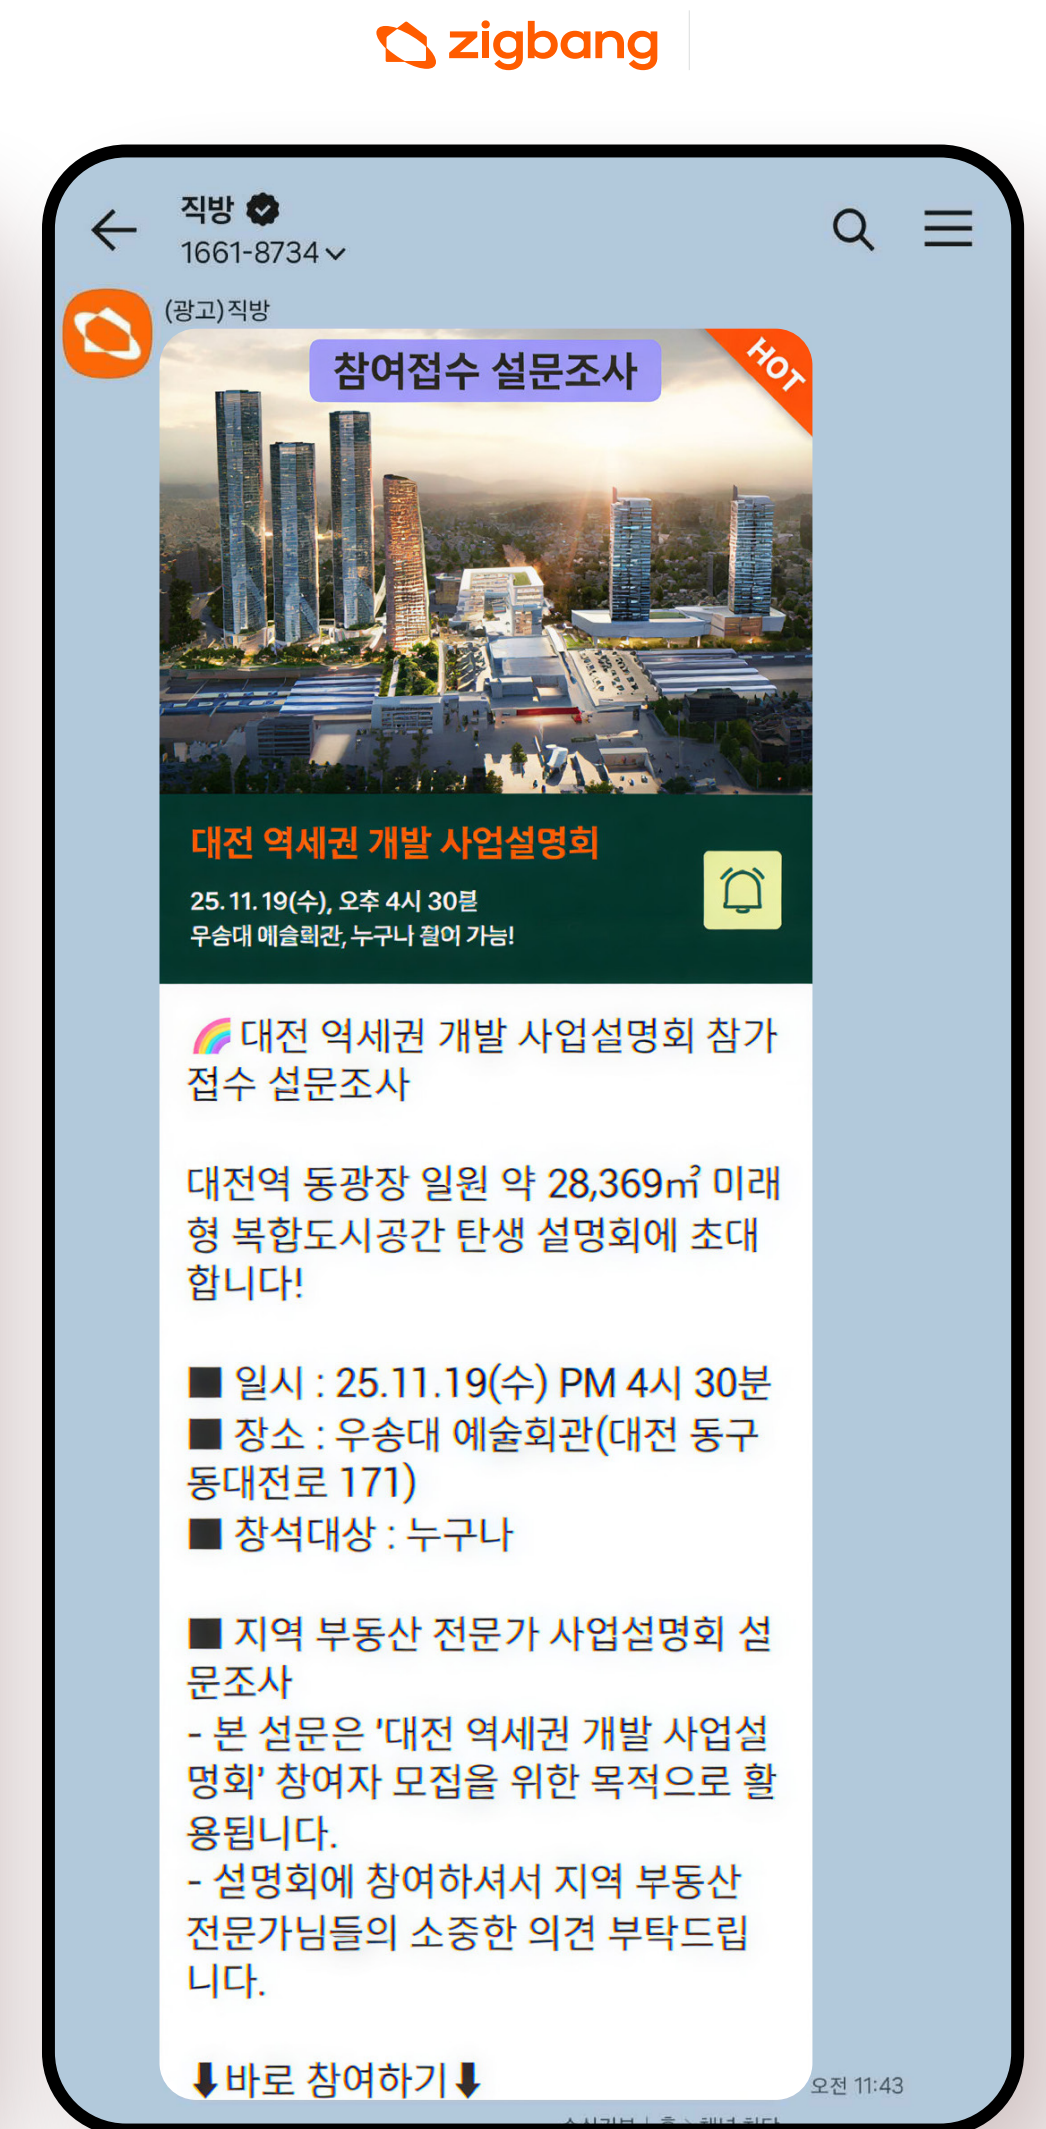 zigbang
직방
1661-8734
(광고)직방
참여접수 설문조사
HOT
대전 역세권 개발 사업설명회
25.11.19(수), 오후 4시 30분
우송대 예술회관, 누구나 참여 가능!
🌈 대전 역세권 개발 사업설명회 참가
접수 설문조사
대전역 동광장 일원 약 28,369㎡ 미래
형 복합도시공간 탄생 설명회에 초대
합니다!
■ 일시 : 25.11.19(수) PM 4시 30분
■ 장소 : 우송대 예술회관(대전 동구
동대전로 171)
■ 참석대상 : 누구나
■ 지역 부동산 전문가 사업설명회 설
문조사
- 본 설문은 '대전 역세권 개발 사업설
명회' 참여자 모집을 위한 목적으로 활
용됩니다.
- 설명회에 참여하셔서 지역 부동산
전문가님들의 소중한 의견 부탁드립
니다.
⬇바로 참여하기⬇
오전 11:43